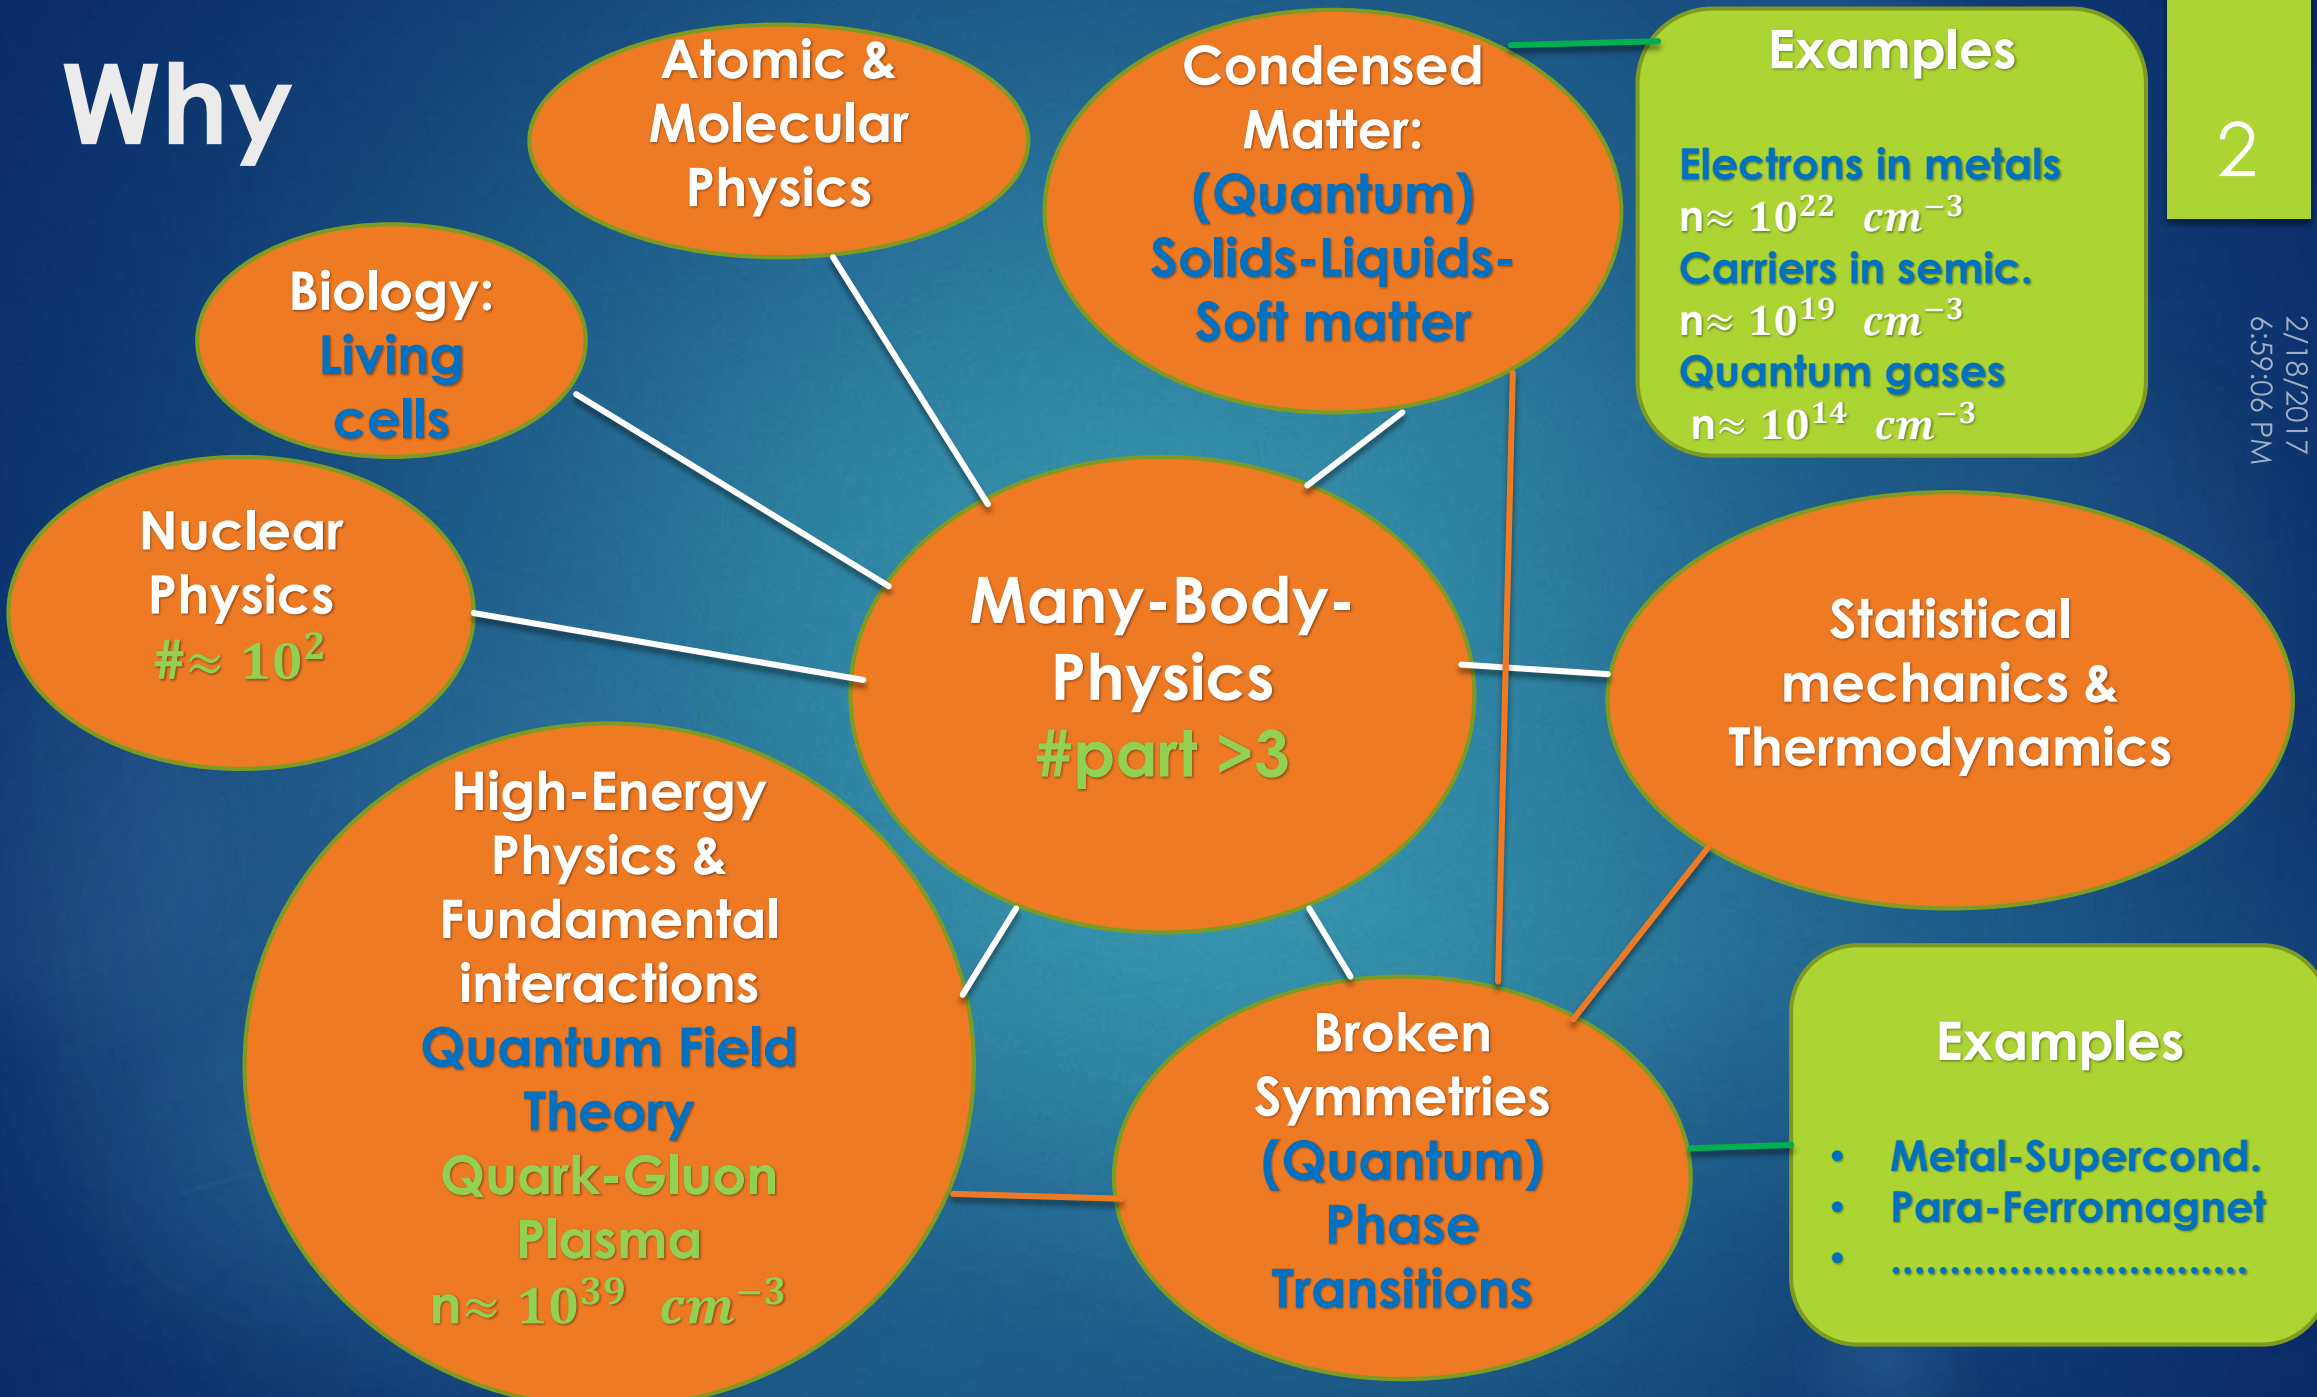 Why
Atomic &
Molecular
Physics
Condensed
Matter:
(Quantum)
Solids-Liquids-
Soft matter
Examples
Electrons in metals
n≈ 10²² cm⁻³
Carriers in semic.
n≈ 10¹⁹ cm⁻³
Quantum gases
n≈ 10¹⁴ cm⁻³
2
2/18/2017
6:59:06 PM
Biology:
Living
cells
Nuclear
Physics
#≈ 10²
Many-Body-
Physics
#part >3
Statistical
mechanics &
Thermodynamics
High-Energy
Physics &
Fundamental
interactions
Quantum Field
Theory
Quark-Gluon
Plasma
n≈ 10³⁹ cm⁻³
Broken
Symmetries
(Quantum)
Phase
Transitions
Examples
• Metal-Supercond.
• Para-Ferromagnet
• ..............................